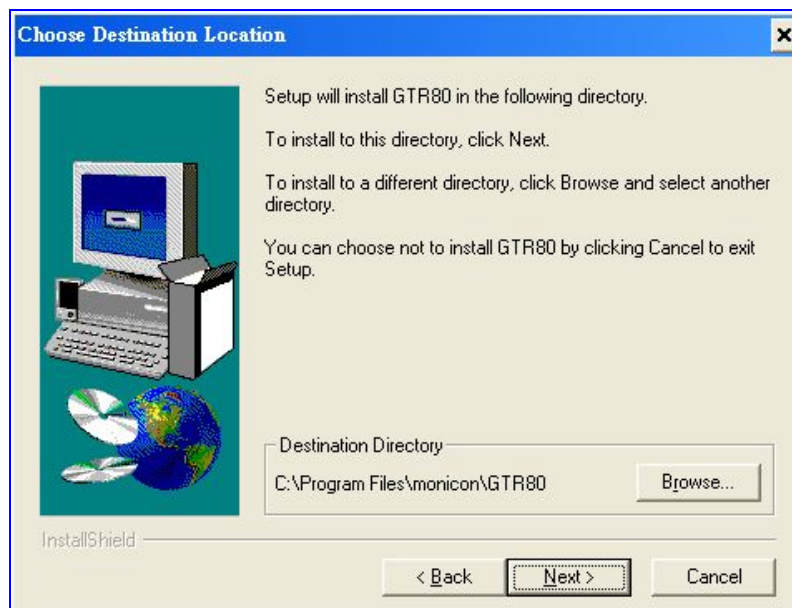 Choose Destination Location
Setup will install GTR80 in the following directory.
To install to this directory, click Next.
To install to a different directory, click Browse and select another
directory.
You can choose not to install GTR80 by clicking Cancel to exit
Setup.
Destination Directory
C:\Program Files\monicon\GTR80
Browse...
InstallShield
< Back
Next >
Cancel